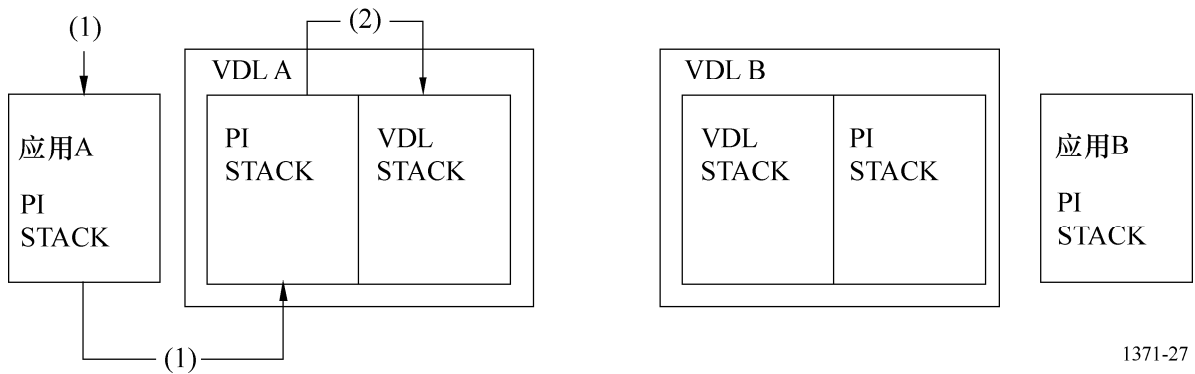 (1)
(2)
VDL A
VDL B
应用A
PI
STACK
PI
STACK
VDL
STACK
VDL
STACK
PI
STACK
应用B
PI
STACK
(1)
1371-27